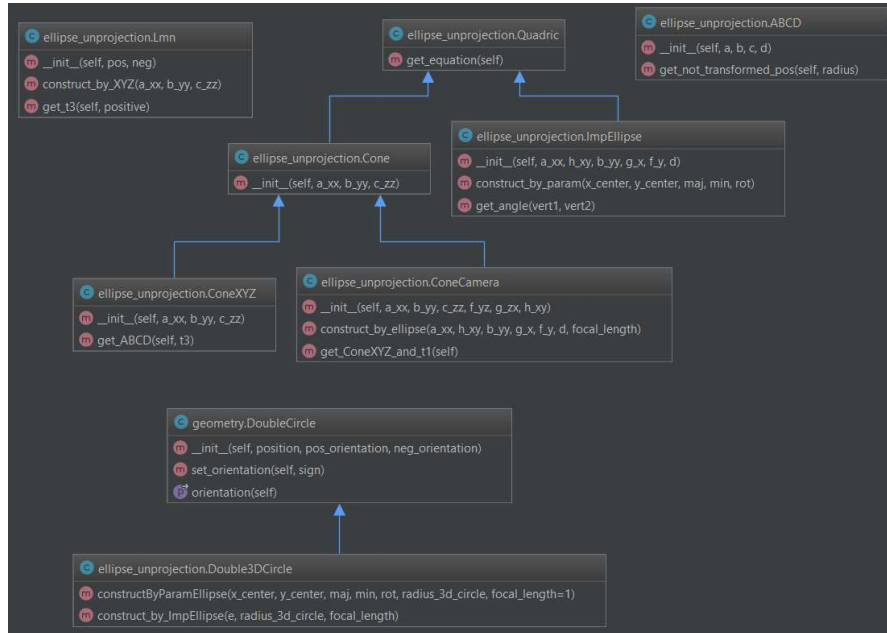 ellipse_unprojection.Lmn
__init__(self, pos, neg)
construct_by_XYZ(a_xx, b_yy, c_zz)
get_t3(self, positive)
ellipse_unprojection.Quadric
get_equation(self)
ellipse_unprojection.ABCD
__init__(self, a, b, c, d)
get_not_transformed_pos(self, radius)
ellipse_unprojection.Cone
__init__(self, a_xx, b_yy, c_zz)
ellipse_unprojection.ImpEllipse
__init__(self, a_xx, h_xy, b_yy, g_x, f_y, d)
construct_by_param(x_center, y_center, maj, min, rot)
get_angle(vert1, vert2)
ellipse_unprojection.ConeXYZ
__init__(self, a_xx, b_yy, c_zz)
get_ABCD(self, t3)
ellipse_unprojection.ConeCamera
__init__(self, a_xx, b_yy, c_zz, f_yz, g_zx, h_xy)
construct_by_ellipse(a_xx, h_xy, b_yy, g_x, f_y, d, focal_length)
get_ConeXYZ_and_t1(self)
geometry.DoubleCircle
__init__(self, position, pos_orientation, neg_orientation)
set_orientation(self, sign)
orientation(self)
ellipse_unprojection.Double3DCircle
constructByParamEllipse(x_center, y_center, maj, min, rot, radius_3d_circle, focal_length=1)
construct_by_ImpEllipse(e, radius_3d_circle, focal_length)